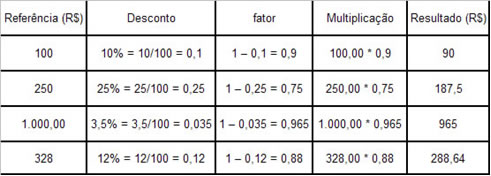 Referência (R$) Desconto fator Multiplicação Resultado (R$)
100 10% = 10/100 = 0,1 1 – 0,1 = 0,9 100,00 * 0,9 90
250 25% = 25/100 = 0,25 1 – 0,25 = 0,75 250,00 * 0,75 187,5
1.000,00 3,5% = 3,5/100 = 0,035 1 – 0,035 = 0,965 1.000,00 * 0,965 965
328 12% = 12/100 = 0,12 1 – 0,12 = 0,88 328,00 * 0,88 288,64